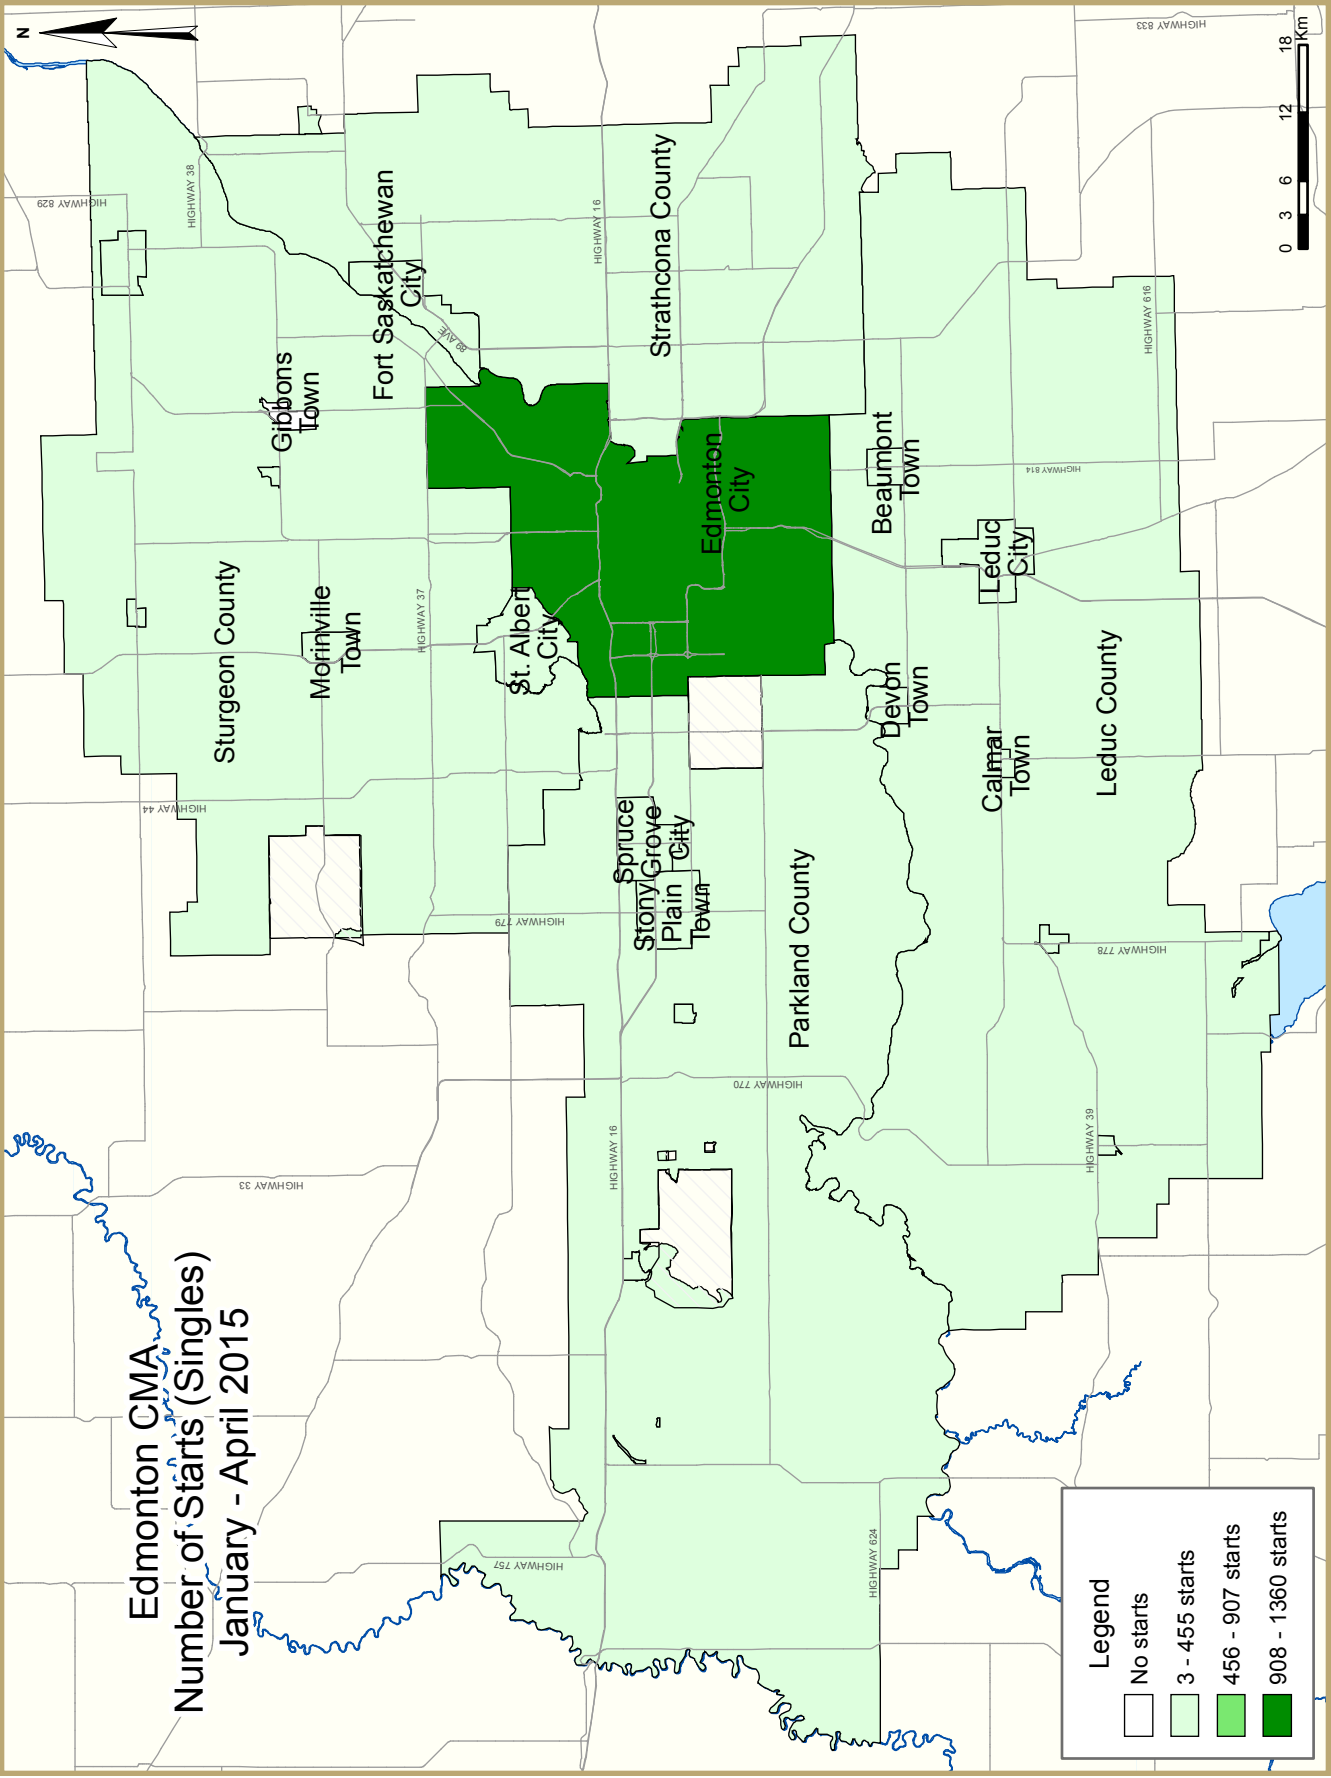 Edmonton CMA
Number of Starts (Singles)
January - April 2015
N
HIGHWAY 829
HIGHWAY 38
HIGHWAY 833
Gibbons
Town
Fort Saskatchewan
City
89 AVE
HIGHWAY 16
Strathcona County
Sturgeon County
Morinville
Town
HIGHWAY 37
St. Albert
City
Edmonton
City
HIGHWAY 44
HIGHWAY 779
Spruce
Grove
City
Stony
Plain
Town
Parkland County
HIGHWAY 33
HIGHWAY 16
HIGHWAY 770
HIGHWAY 757
HIGHWAY 624
Beaumont
Town
HIGHWAY 814
HIGHWAY 616
Leduc
City
Devon
Town
Calmar
Town
Leduc County
HIGHWAY 778
HIGHWAY 39
Legend
No starts
3 - 455 starts
456 - 907 starts
908 - 1360 starts
0 3 6 12 18
Km